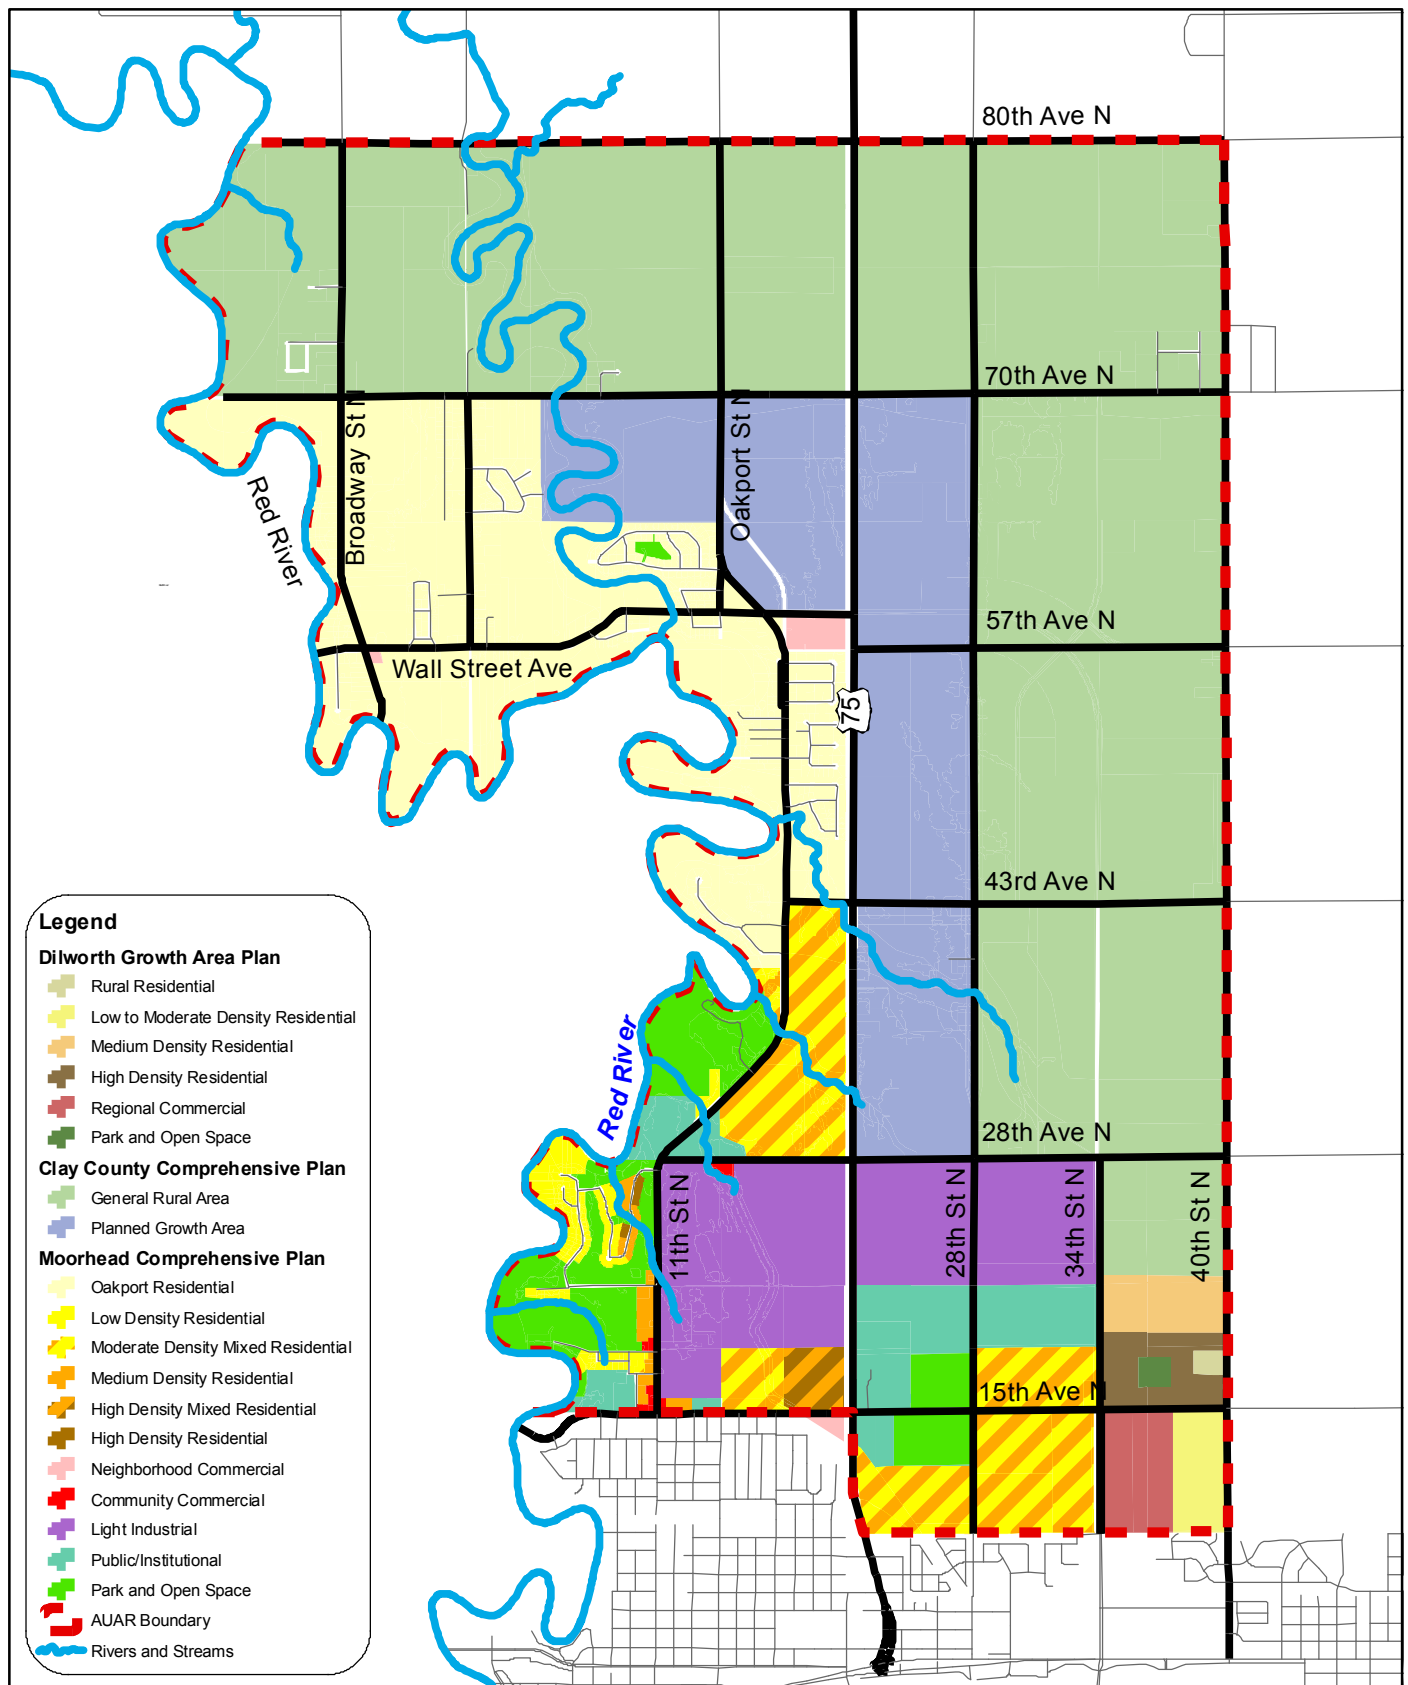 80th Ave N
70th Ave N
Broadway St N
Oakport St N
Red River
57th Ave N
Wall Street Ave
75
43rd Ave N
Red River
28th Ave N
11th St N
28th St N
34th St N
40th St N
15th Ave N
Legend
Dilworth Growth Area Plan
Rural Residential
Low to Moderate Density Residential
Medium Density Residential
High Density Residential
Regional Commercial
Park and Open Space
Clay County Comprehensive Plan
General Rural Area
Planned Growth Area
Moorhead Comprehensive Plan
Oakport Residential
Low Density Residential
Moderate Density Mixed Residential
Medium Density Residential
High Density Mixed Residential
High Density Residential
Neighborhood Commercial
Community Commercial
Light Industrial
Public/Institutional
Park and Open Space
AUAR Boundary
Rivers and Streams